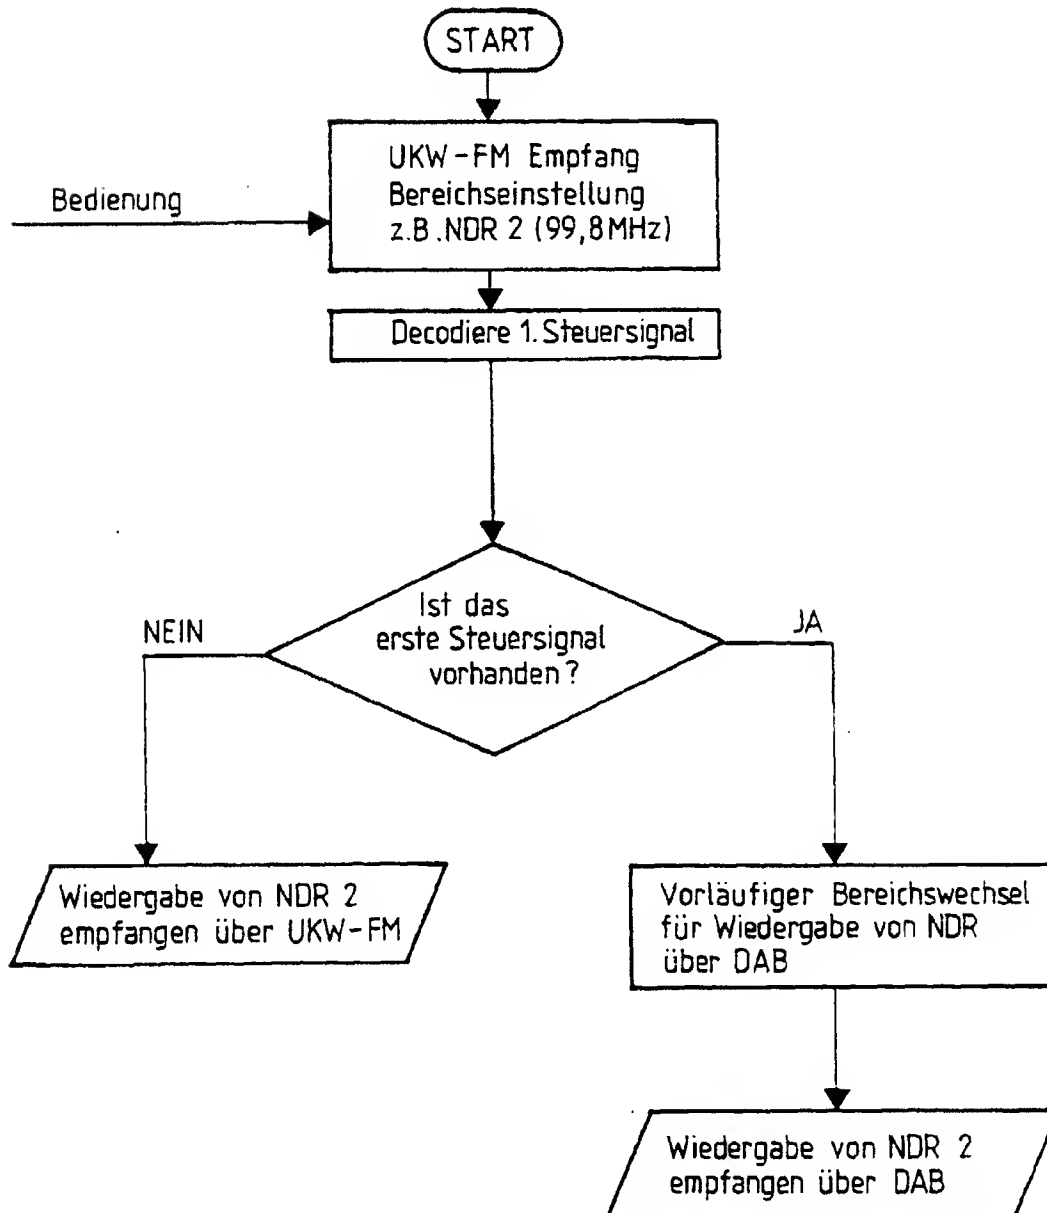 START
UKW-FM Empfang
Bereichseinstellung
z.B.NDR 2 (99,8MHz)
Bedienung
Decodiere 1. Steuersignal
Ist das
erste Steuersignal
vorhanden?
NEIN
JA
Wiedergabe von NDR 2
empfangen über UKW-FM
Vorläufiger Bereichswechsel
für Wiedergabe von NDR
über DAB
Wiedergabe von NDR 2
empfangen über DAB